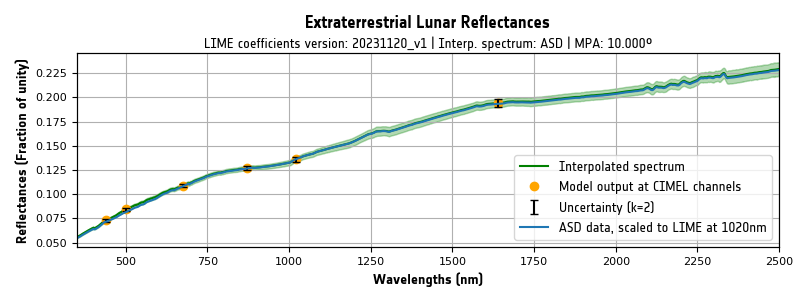 Extraterrestrial Lunar Reflectances
LIME coefficients version: 20231120_v1 | Interp. spectrum: ASD | MPA: 10.000º
Reflectances (Fraction of unity)
0.225
0.200
0.175
0.150
0.125
0.100
0.075
0.050
Interpolated spectrum
Model output at CIMEL channels
Uncertainty (k=2)
ASD data, scaled to LIME at 1020nm
500 750 1000 1250 1500 1750 2000 2250 2500
Wavelengths (nm)